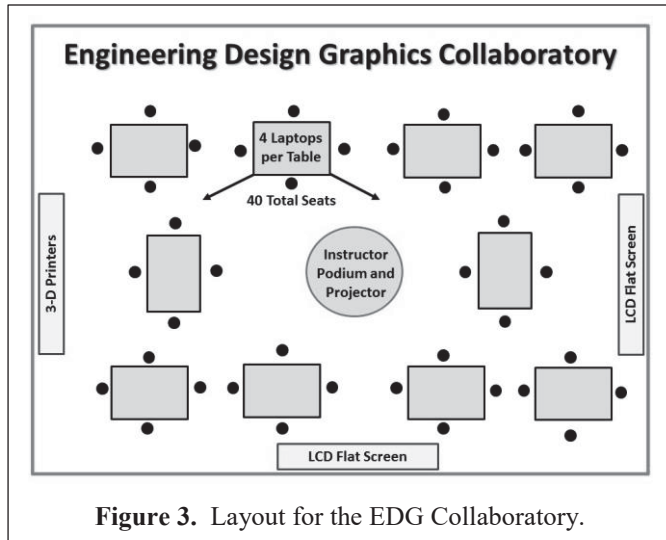 Engineering Design Graphics Collaboratory
4 Laptops
per Table
40 Total Seats
3-D Printers
Instructor
Podium and
Projector
LCD Flat Screen
LCD Flat Screen
Figure 3. Layout for the EDG Collaboratory.